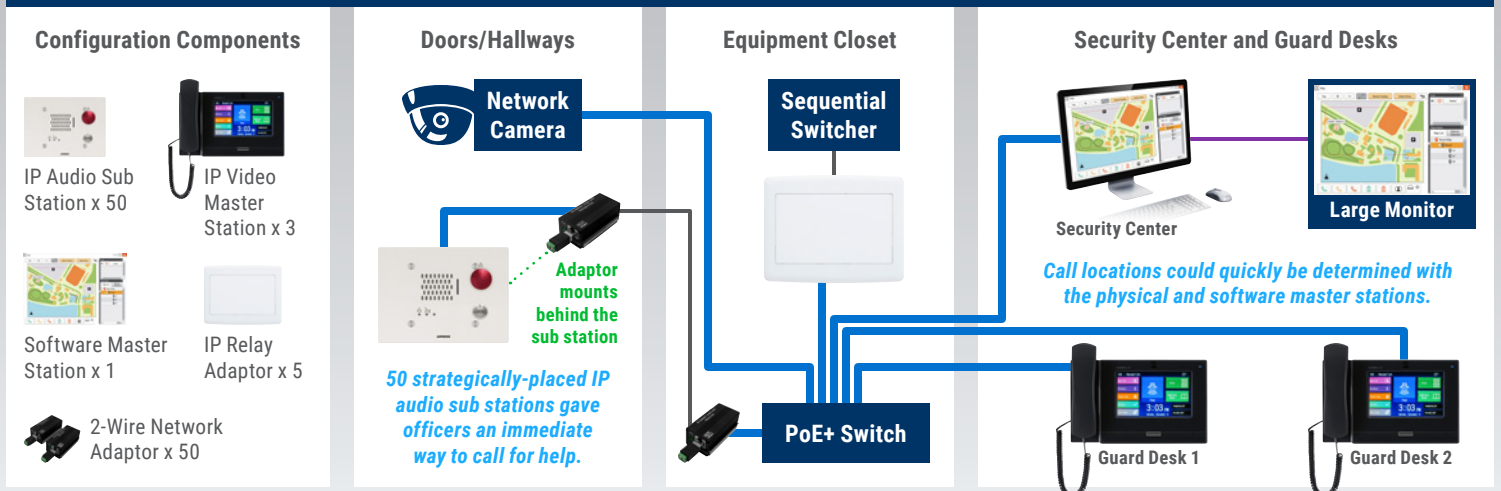 Configuration Components
IP Audio Sub
Station x 50
IP Video
Master
Station x 3
Software Master
Station x 1
IP Relay
Adaptor x 5
2-Wire Network
Adaptor x 50
Doors/Hallways
Network
Camera
Adaptor
mounts
behind the
sub station
50 strategically-placed IP
audio sub stations gave
officers an immediate
way to call for help.
Equipment Closet
Sequential
Switcher
PoE+ Switch
Security Center and Guard Desks
Security Center
Large Monitor
Call locations could quickly be determined with
the physical and software master stations.
3:03
Guard Desk 1
3:03
Guard Desk 2